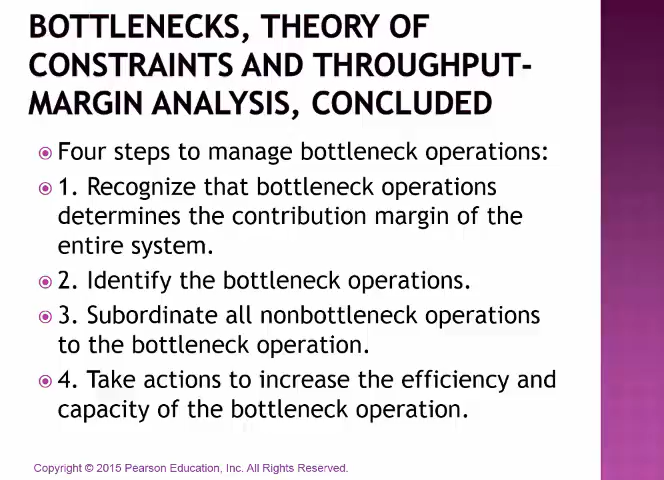 BOTTLENECKS, THEORY OF
CONSTRAINTS AND THROUGHPUT-
MARGIN ANALYSIS, CONCLUDED
Four steps to manage bottleneck operations:
1. Recognize that bottleneck operations
determines the contribution margin of the
entire system.
2. Identify the bottleneck operations.
3. Subordinate all nonbottleneck operations
to the bottleneck operation.
4. Take actions to increase the efficiency and
capacity of the bottleneck operation.
Copyright © 2015 Pearson Education, Inc. All Rights Reserved.